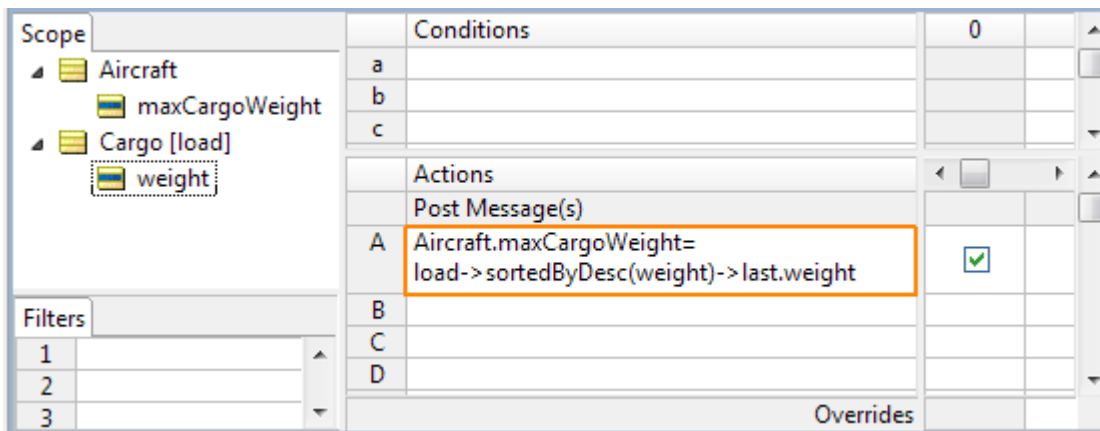 Scope
Aircraft
maxCargoWeight
Cargo [load]
weight
Filters
1
2
3
Conditions 0
a
b
c
Actions
Post Message(s)
A Aircraft.maxCargoWeight=
load->sortedByDesc(weight)->last.weight
B
C
D
Overrides